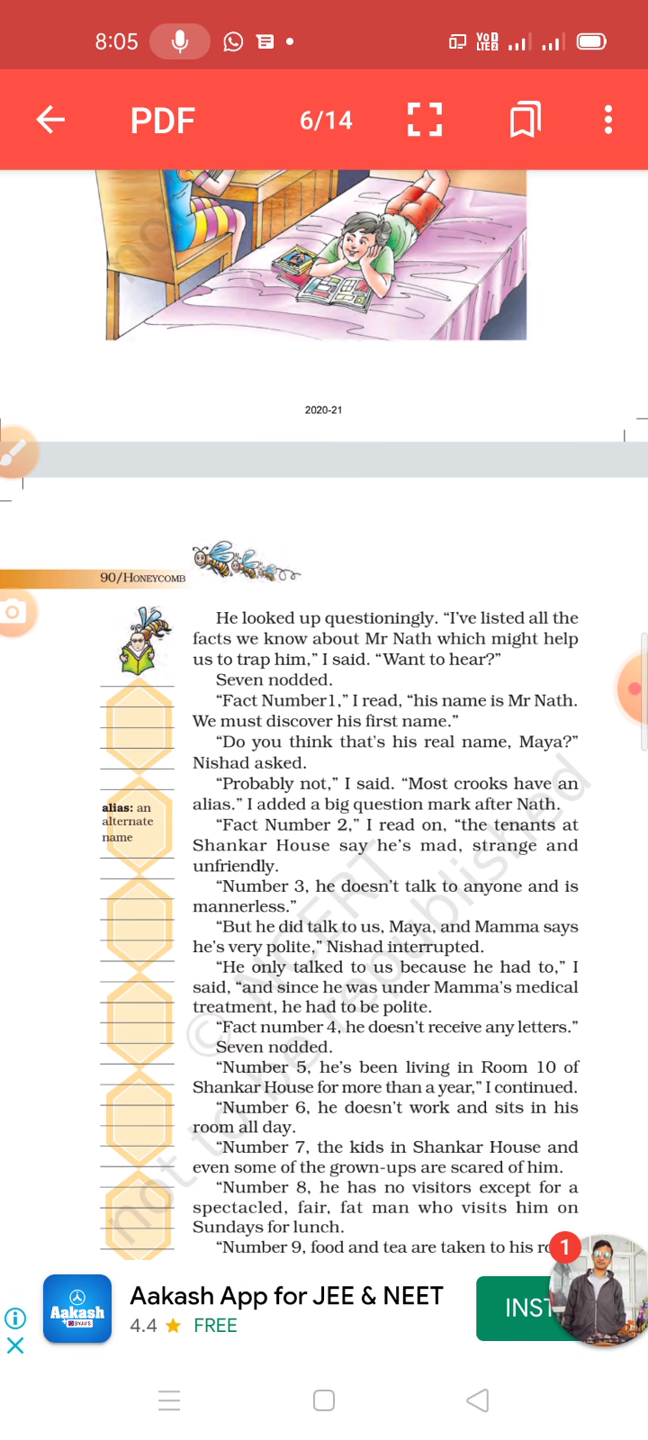 8:05
VoD
LTE2
PDF
6/14
2020-21
90/HONEYCOMB
He looked up questioningly. “I've listed all the
facts we know about Mr Nath which might help
us to trap him,” I said. “Want to hear?”
Seven nodded.
“Fact Number1,” I read, “his name is Mr Nath.
We must discover his first name.”
“Do you think that's his real name, Maya?”
Nishad asked.
“Probably not,” I said. “Most crooks have an
alias.” I added a big question mark after Nath.
alias: an
alternate
name
“Fact Number 2,” I read on, “the tenants at
Shankar House say he's mad, strange and
unfriendly.
“Number 3, he doesn't talk to anyone and is
mannerless.”
“But he did talk to us, Maya, and Mamma says
he's very polite,” Nishad interrupted.
“He only talked to us because he had to,” I
said, “and since he was under Mamma's medical
treatment, he had to be polite.
“Fact number 4, he doesn't receive any letters.”
Seven nodded.
“Number 5, he's been living in Room 10 of
Shankar House for more than a year,” I continued.
“Number 6, he doesn't work and sits in his
room all day.
“Number 7, the kids in Shankar House and
even some of the grown-ups are scared of him.
“Number 8, he has no visitors except for a
spectacled, fair, fat man who visits him on
Sundays for lunch.
“Number 9, food and tea are taken to his
© NCERT
not to be republished
1
Aakash
BYJU'S
Aakash App for JEE & NEET
4.4 ★ FREE